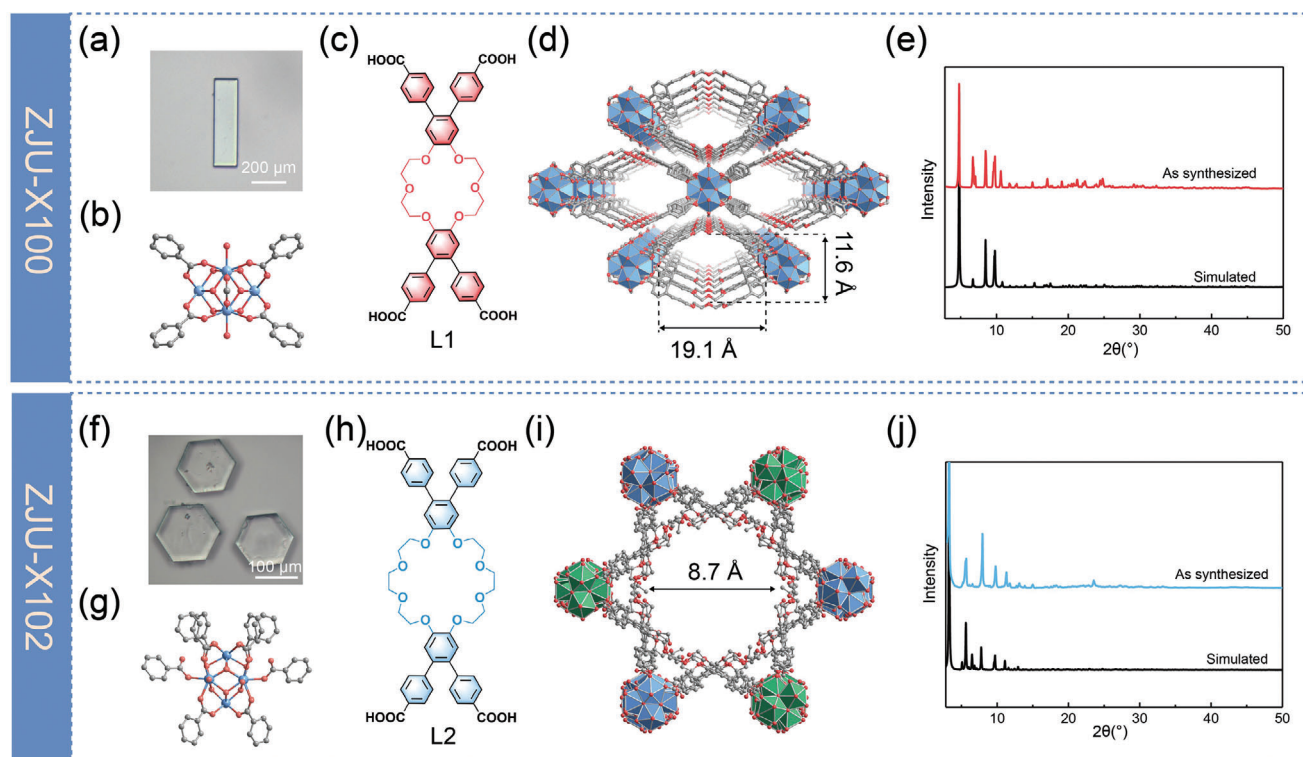 ZJU-X100
(a)
200 μm
(b)
(c)
HOOC
COOH
O
O
O
O
O
O
HOOC
COOH
L1
(d)
11.6 Å
19.1 Å
(e)
Intensity
As synthesized
Simulated
10
20
30
40
50
2θ(°)
ZJU-X102
(f)
100 μm
(g)
(h)
HOOC
COOH
O
O
O
O
O
O
O
O
HOOC
COOH
L2
(i)
8.7 Å
(j)
Intensity
As synthesized
Simulated
10
20
30
40
50
2θ(°)